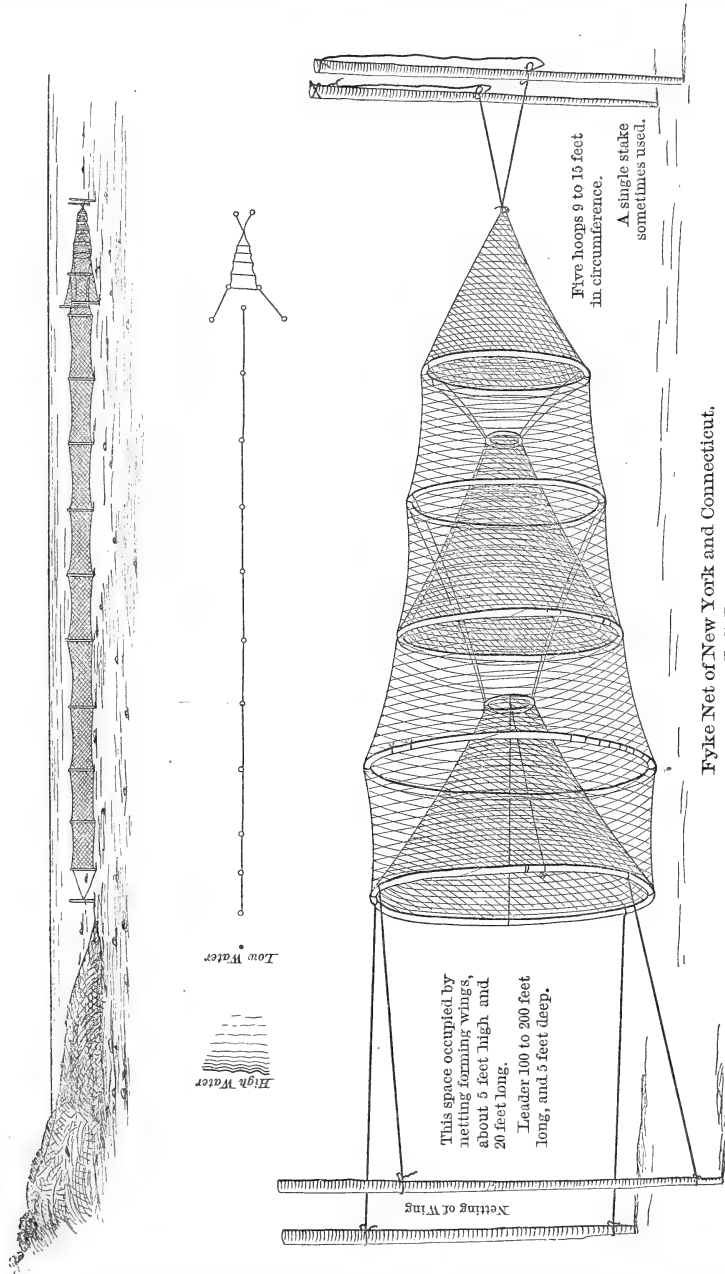 High Water
Low Water
Netting of Wing
This space occupied by
netting forming wings,
about 5 feet high and
20 feet long.
Leader 100 to 200 feet
long, and 5 feet deep.
Five hoops 9 to 15 feet
in circumference.
A single stake
sometimes used.
Fyke Net of New York and Connecticut.